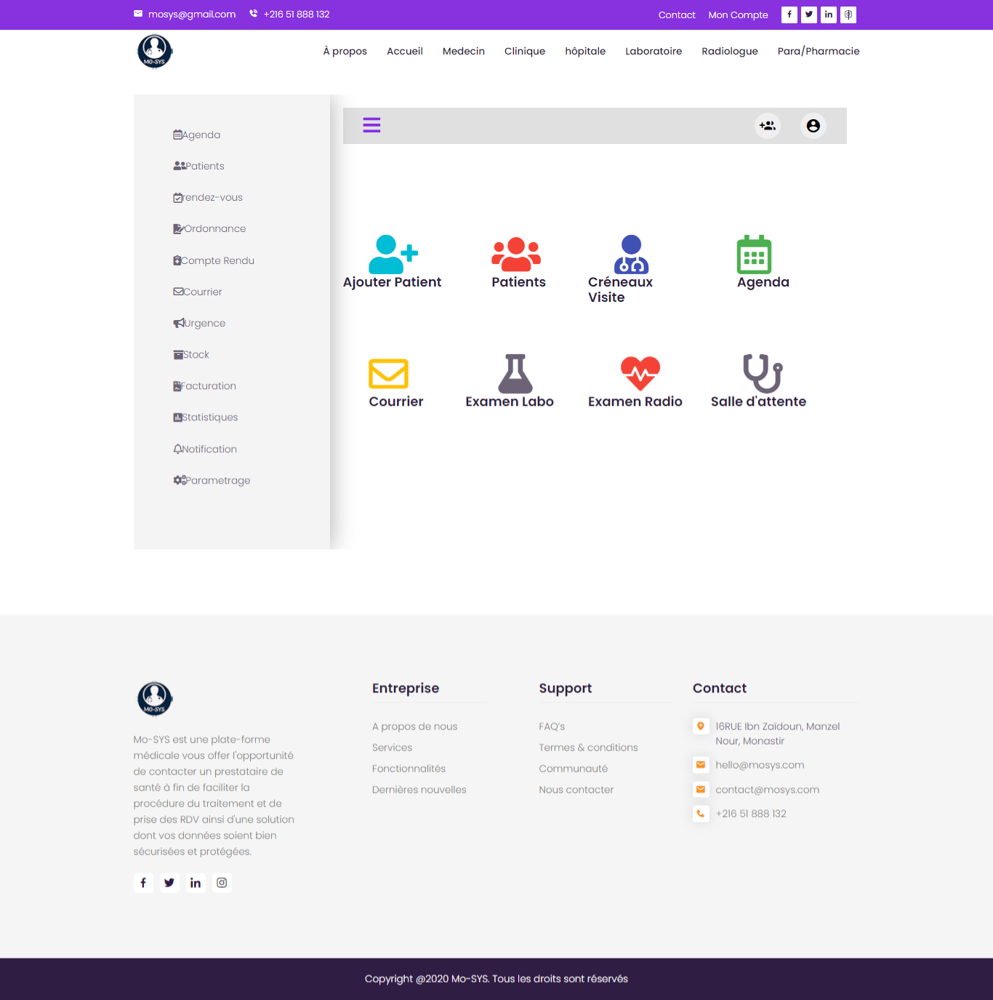 mosys@gmail.com +216 51 888 132 Contact Mon Compte
MO-SYS
À propos Accueil Medecin Clinique hôpitale Laboratoire Radiologue Para/Pharmacie
Agenda
Patients
rendez-vous
Ordonnance
Compte Rendu
Courrier
Urgence
Stock
Facturation
Statistiques
Notification
Parametrage
Ajouter Patient
Patients
Créneaux
Visite
Agenda
Courrier
Examen Labo
Examen Radio
Salle d'attente
MO-SYS
Mo-SYS est une plate-forme
médicale vous offer l'opportunité
de contacter un prestataire de
santé à fin de faciliter la
procédure du traitement et de
prise des RDV ainsi d'une solution
dont vos données soient bien
sécurisées et protégées.
Entreprise
A propos de nous
Services
Fonctionnalités
Dernières nouvelles
Support
FAQ's
Termes & conditions
Communauté
Nous contacter
Contact
16RUE Ibn Zaïdoun, Manzel
Nour, Monastir
hello@mosys.com
contact@mosys.com
+216 51 888 132
Copyright @2020 Mo-SYS. Tous les droits sont réservés